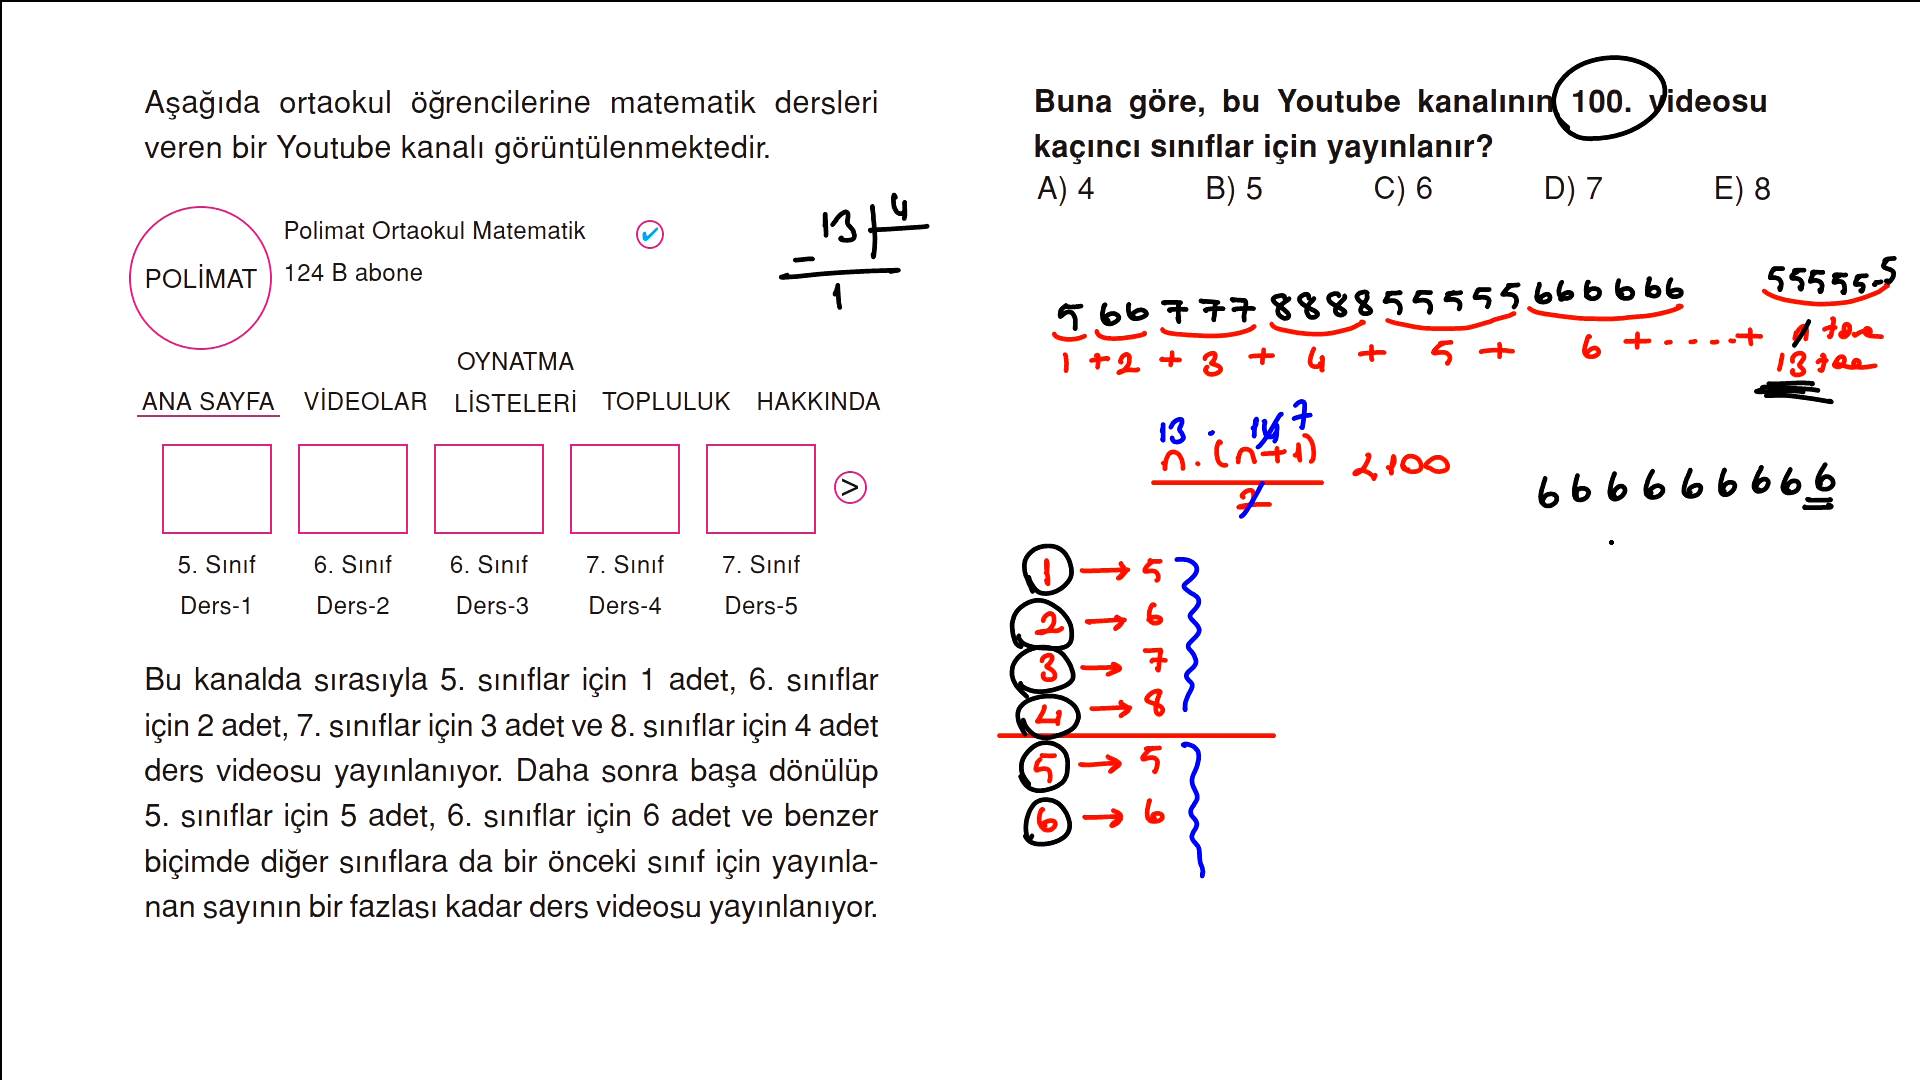 Aşağıda ortaokul öğrencilerine matematik dersleri
veren bir Youtube kanalı görüntülenmektedir.
POLİMAT
Polimat Ortaokul Matematik
124 B abone
13 4
-
1
ANA SAYFA VİDEOLAR OYNATMA LİSTELERİ TOPLULUK HAKKINDA
>
5. Sınıf 6. Sınıf 6. Sınıf 7. Sınıf 7. Sınıf
Ders-1 Ders-2 Ders-3 Ders-4 Ders-5
Bu kanalda sırasıyla 5. sınıflar için 1 adet, 6. sınıflar
için 2 adet, 7. sınıflar için 3 adet ve 8. sınıflar için 4 adet
ders videosu yayınlanıyor. Daha sonra başa dönülüp
5. sınıflar için 5 adet, 6. sınıflar için 6 adet ve benzer
biçimde diğer sınıflara da bir önceki sınıf için yayınla-
nan sayının bir fazlası kadar ders videosu yayınlanıyor.
Buna göre, bu Youtube kanalının 100. videosu
kaçıncı sınıflar için yayınlanır?
A) 4 B) 5 C) 6 D) 7 E) 8
5 66 777 8888 55555 666666 55555..5
1 + 2 + 3 + 4 + 5 + 6 + ..... + n tane
13 tane
13 . 14 7
n . (n+1) < 100
2
666666666
1 → 5
2 → 6
3 → 7
4 → 8
5 → 5
6 → 6